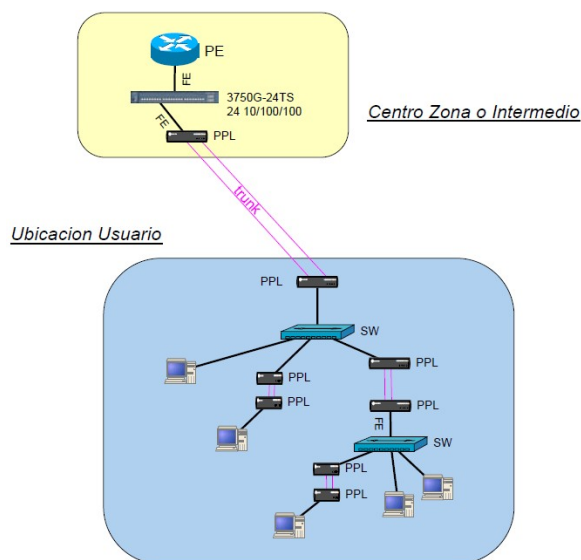 PE
FE
3750G-24TS
24 10/100/100
FE
PPL
Centro Zona o Intermedio
trunk
Ubicacion Usuario
PPL
SW
PPL
PPL
PPL
PPL
FE
SW
PPL
PPL